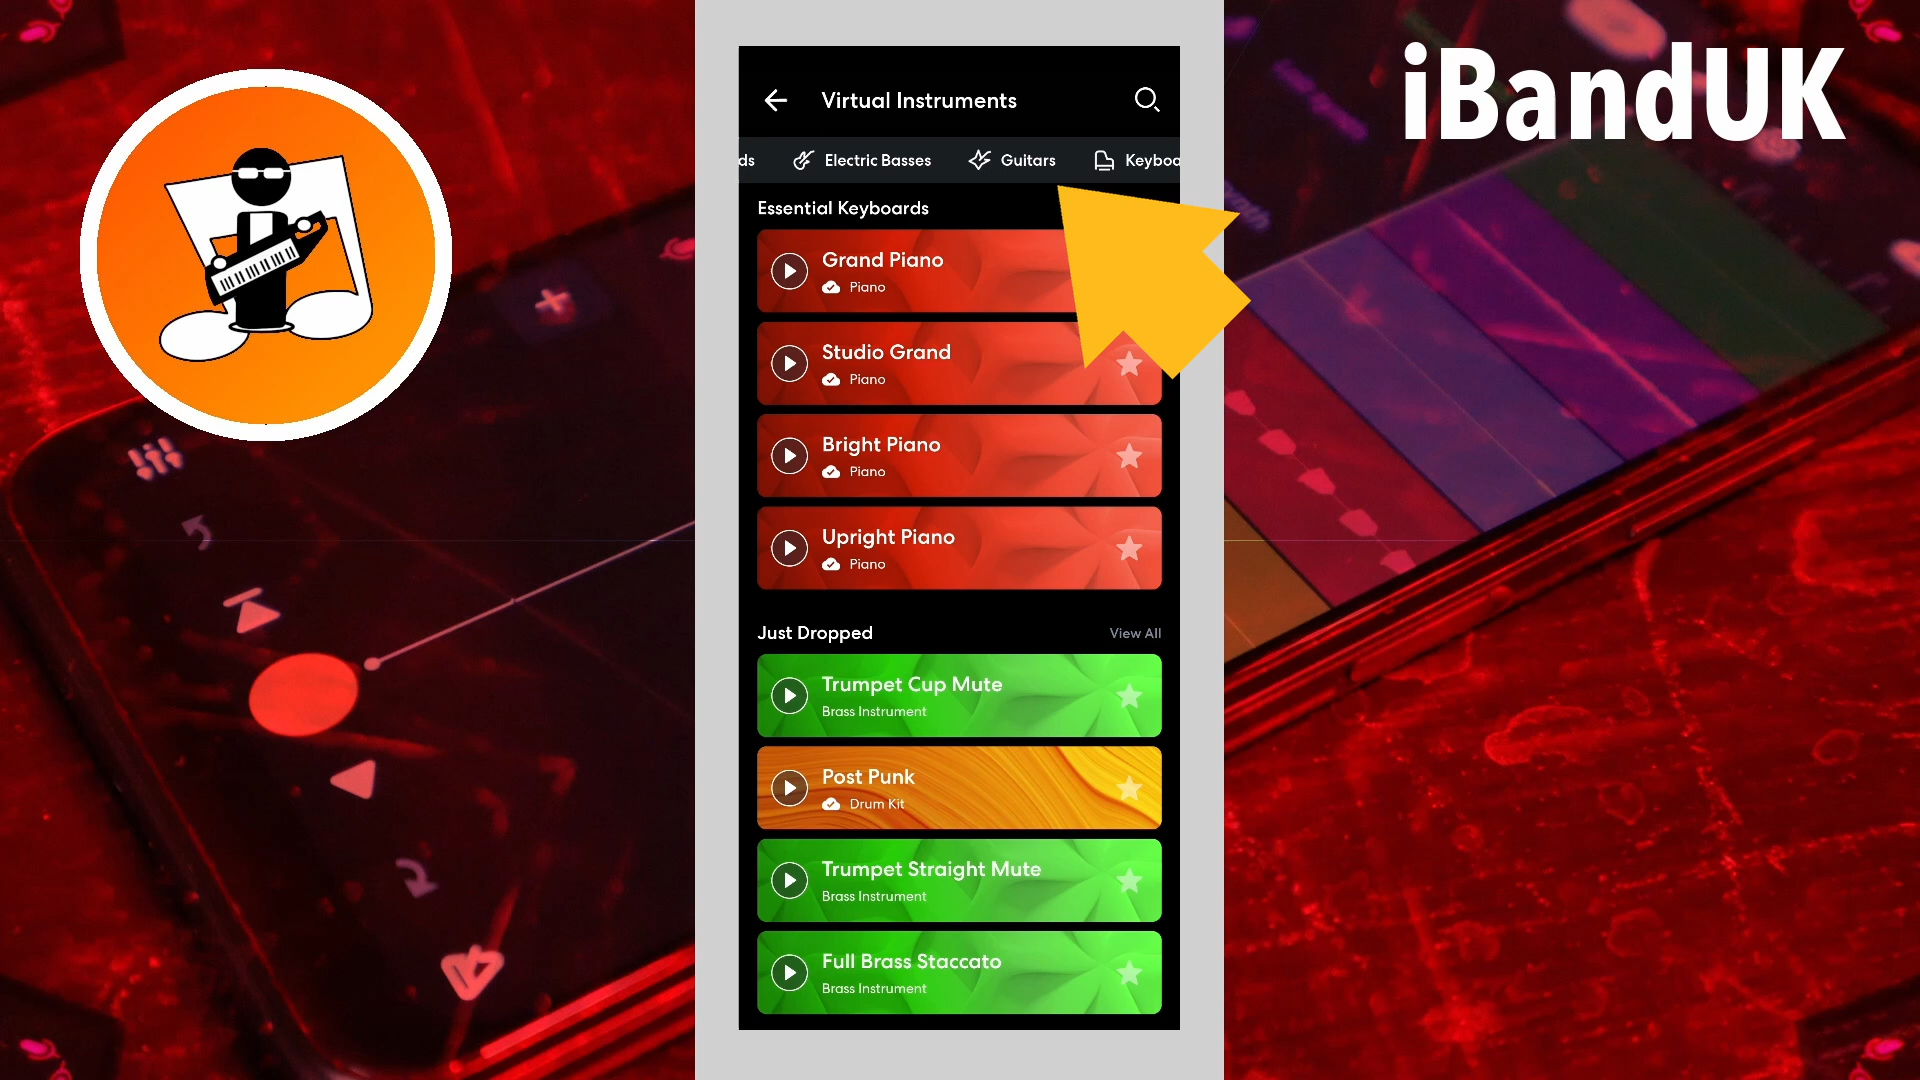 iBandUK
Virtual Instruments
ds Electric Basses Guitars Keyboa
Essential Keyboards
Grand Piano
Piano
Studio Grand
Piano
Bright Piano
Piano
Upright Piano
Piano
Just Dropped View All
Trumpet Cup Mute
Brass Instrument
Post Punk
Drum Kit
Trumpet Straight Mute
Brass Instrument
Full Brass Staccato
Brass Instrument